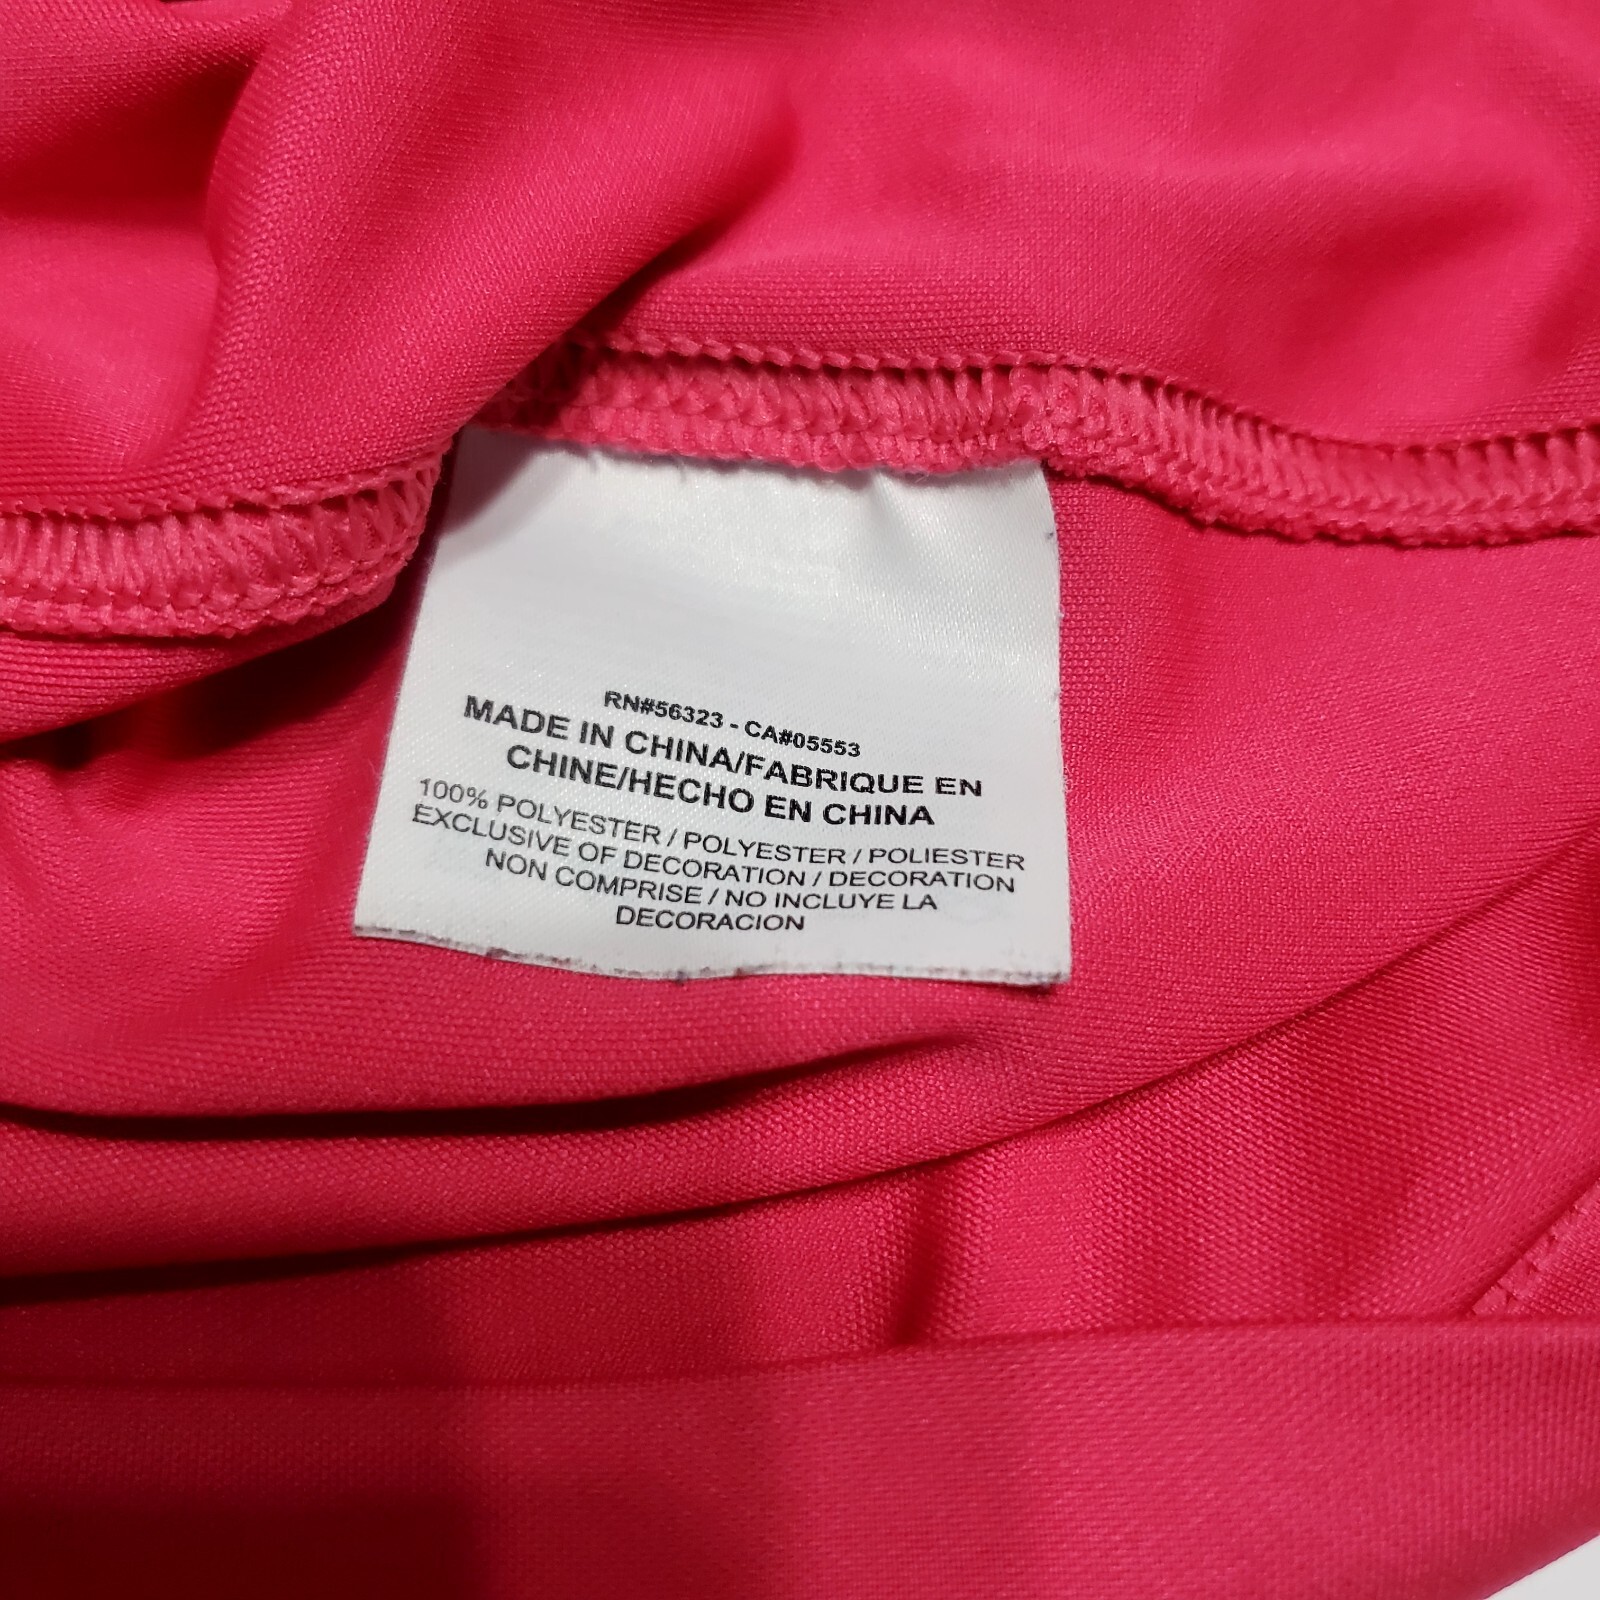 RN#56323 - CA#05553
MADE IN CHINA/FABRIQUE EN
CHINE/HECHO EN CHINA
100% POLYESTER / POLYESTER / POLIESTER
EXCLUSIVE OF DECORATION / DECORATION
NON COMPRISE / NO INCLUYE LA
DECORACION